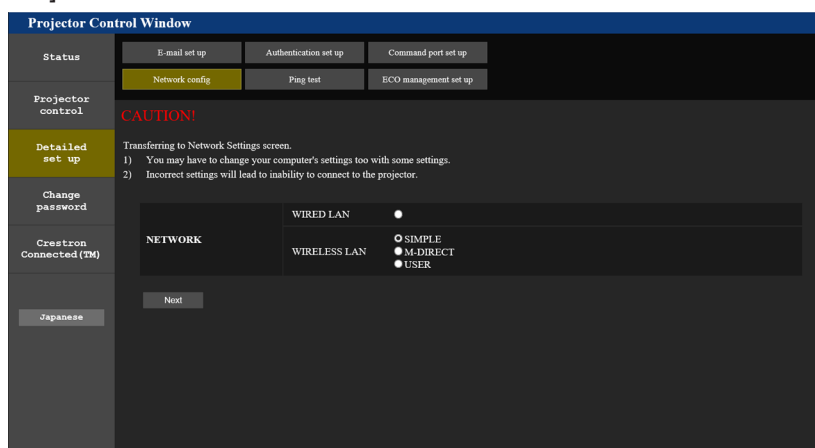 Projector Control Window
Status
Projector
control
Detailed
set up
Change
password
Crestron
Connected(TM)
Japanese
E-mail set up
Authentication set up
Command port set up
Network config
Ping test
ECO management set up
CAUTION!
Transferring to Network Settings screen.
1) You may have to change your computer's settings too with some settings.
2) Incorrect settings will lead to inability to connect to the projector.
NETWORK
WIRED LAN
WIRELESS LAN
SIMPLE
M-DIRECT
USER
Next